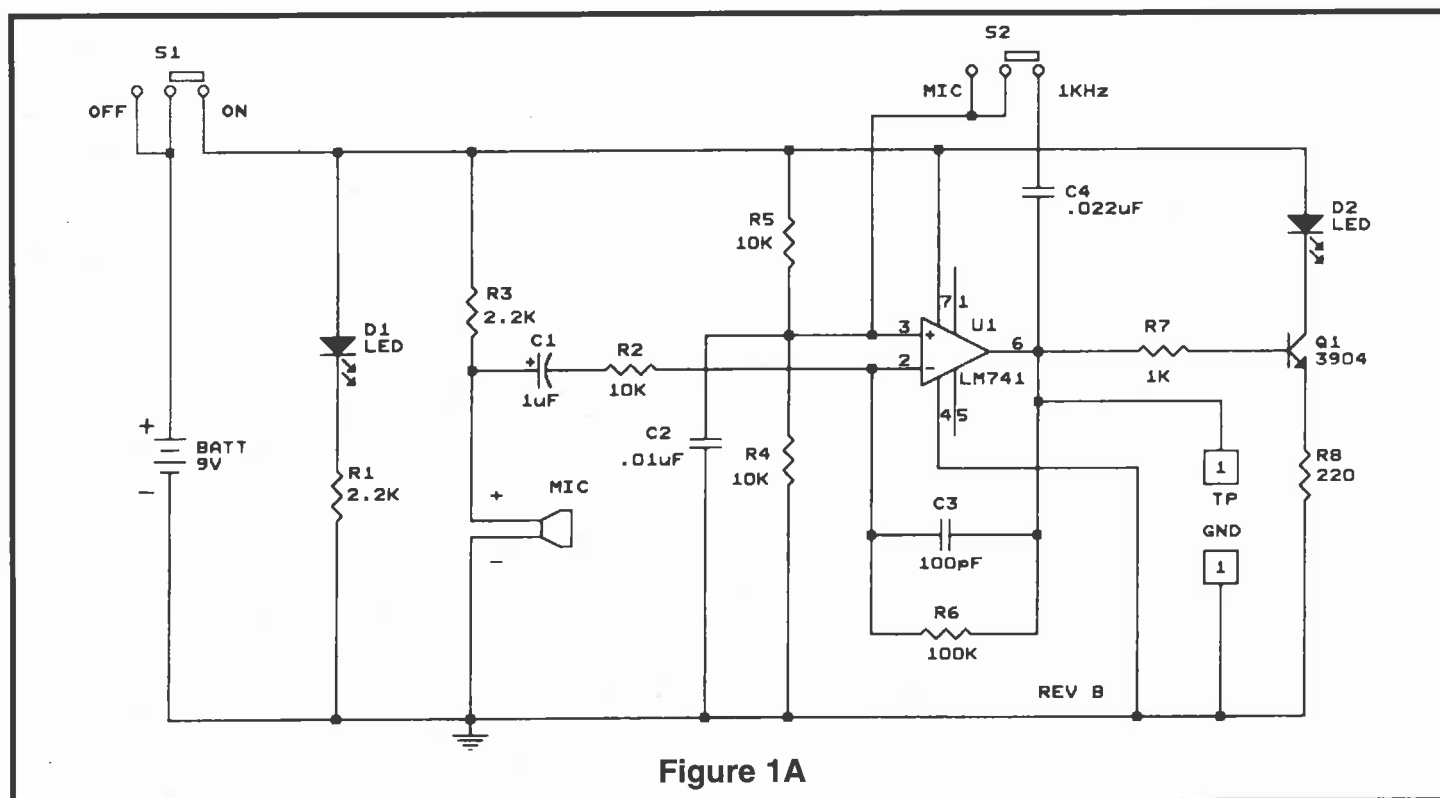 S1
OFF
ON
S2
MIC
1KHz
C4
.022uF
D2
LED
R5
10K
R3
2.2K
7 1
U1
3
+
2
-
6
LM741
4 5
R7
1K
Q1
3904
D1
LED
C1
+
1uF
R2
10K
+
BATT
9V
-
R1
2.2K
C2
.01uF
R4
10K
MIC
+
-
C3
100pF
R6
100K
1
TP
GND
1
R8
220
REV B
Figure 1A